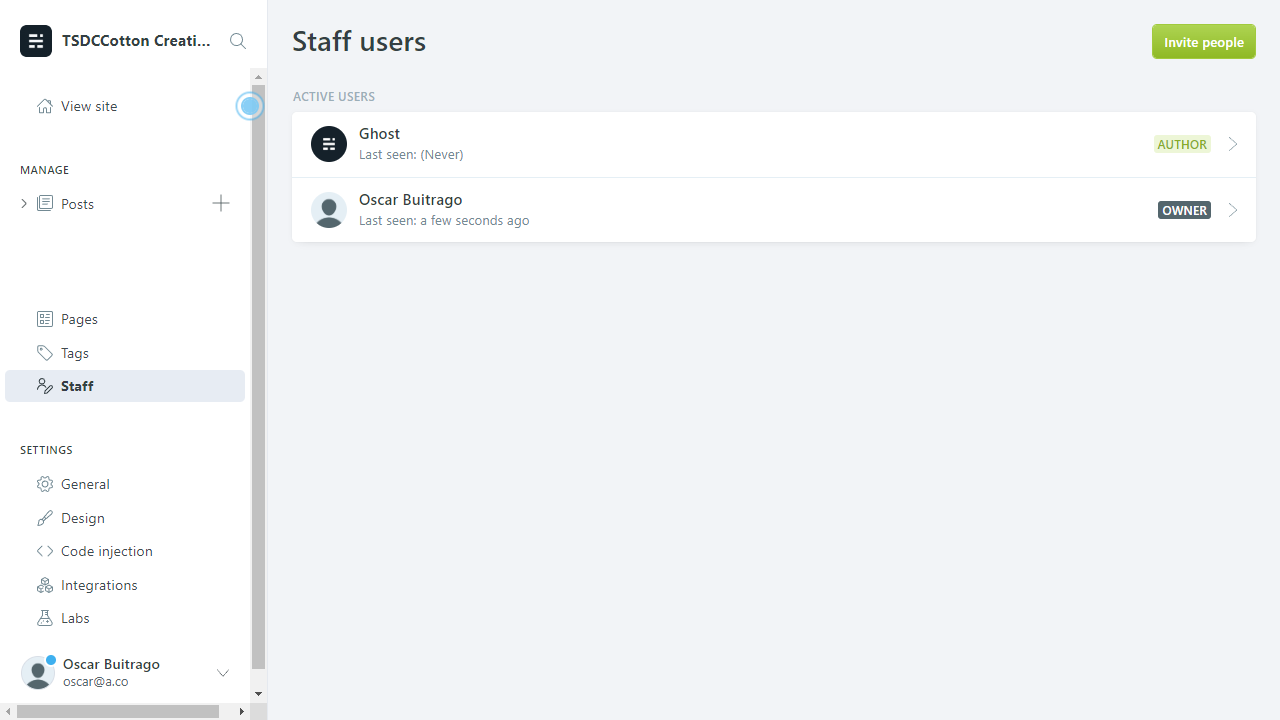 TSDCCotton Creati...
View site
MANAGE
Posts
Pages
Tags
Staff
SETTINGS
General
Design
Code injection
Integrations
Labs
Oscar Buitrago
oscar@a.co
Staff users
Invite people
ACTIVE USERS
Ghost
Last seen: (Never)
AUTHOR
Oscar Buitrago
Last seen: a few seconds ago
OWNER